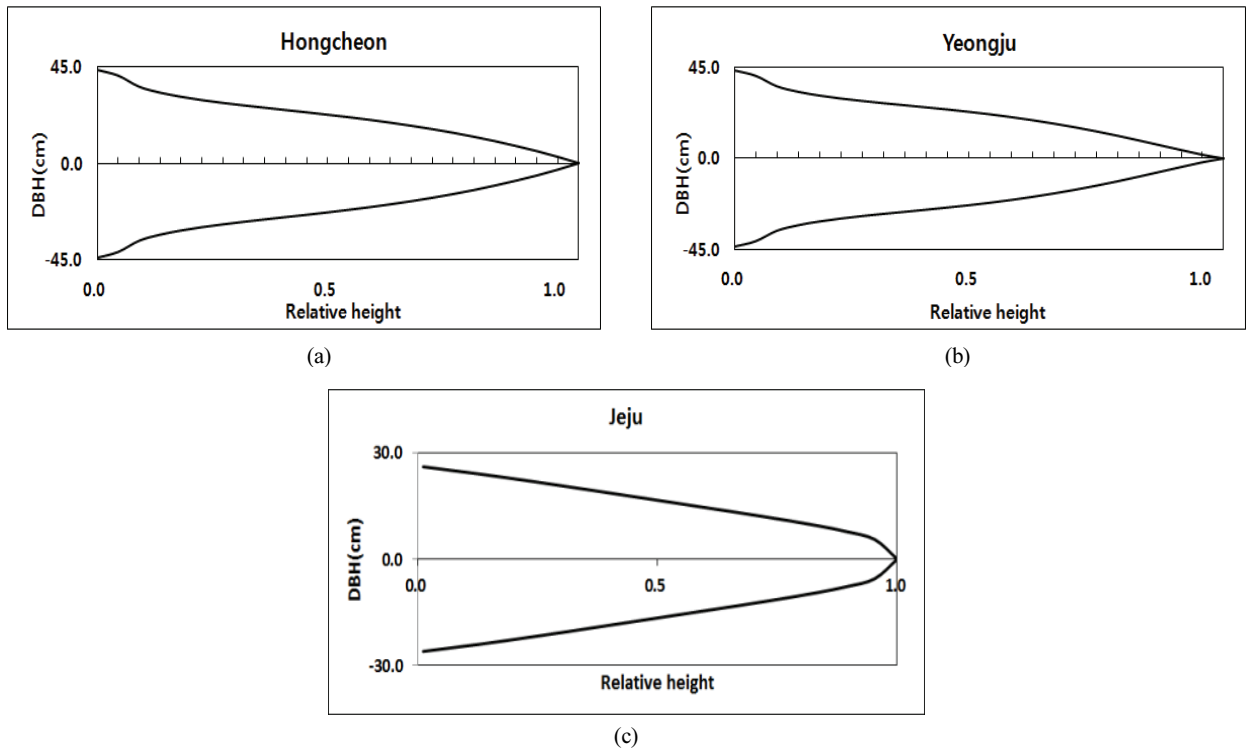 Hongcheon
45.0
0.0
-45.0
DBH(cm)
0.0 0.5 1.0
Relative height
(a)
Yeongju
45.0
0.0
-45.0
DBH(cm)
0.0 0.5 1.0
Relative height
(b)
Jeju
30.0
0.0
-30.0
DBH(cm)
0.0 0.5 1.0
Relative height
(c)